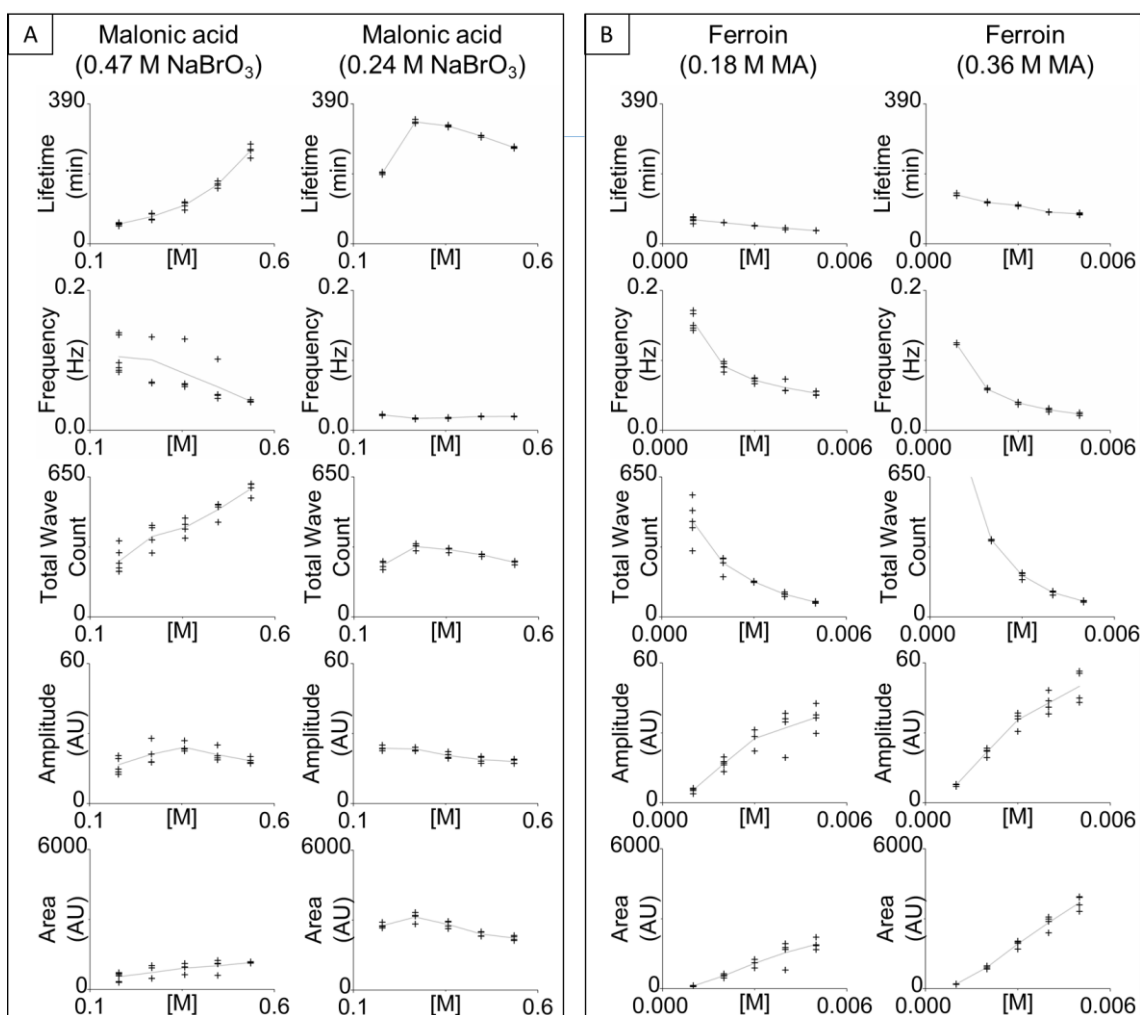 A
Malonic acid
(0.47 M NaBrO₃)
Malonic acid
(0.24 M NaBrO₃)
B
Ferroin
(0.18 M MA)
Ferroin
(0.36 M MA)
390
Lifetime
(min)
0
0.1
[M]
0.6
390
Lifetime
(min)
0
0.1
[M]
0.6
390
Lifetime
(min)
0
0.000
[M]
0.006
390
Lifetime
(min)
0
0.000
[M]
0.006
0.2
Frequency
(Hz)
0.0
0.1
[M]
0.6
0.2
Frequency
(Hz)
0.0
0.1
[M]
0.6
0.2
Frequency
(Hz)
0.0
0.000
[M]
0.006
0.2
Frequency
(Hz)
0.0
0.000
[M]
0.006
650
Total Wave
Count
0
0.1
[M]
0.6
650
Total Wave
Count
0
0.1
[M]
0.6
650
Total Wave
Count
0
0.000
[M]
0.006
650
Total Wave
Count
0
0.000
[M]
0.006
60
Amplitude
(AU)
0
0.1
[M]
0.6
60
Amplitude
(AU)
0
0.1
[M]
0.6
60
Amplitude
(AU)
0
0.000
[M]
0.006
60
Amplitude
(AU)
0
0.000
[M]
0.006
6000
Area
(AU)
0
0.1
[M]
0.6
6000
Area
(AU)
0
0.1
[M]
0.6
6000
Area
(AU)
0
0.000
[M]
0.006
6000
Area
(AU)
0
0.000
[M]
0.006